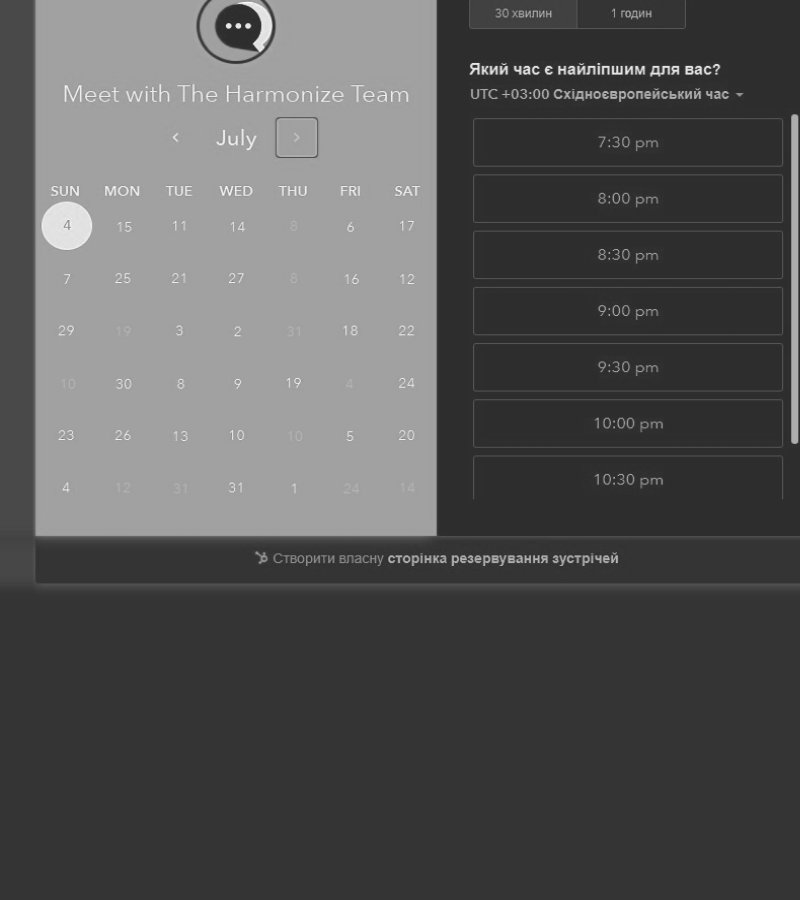 30 хвилин 1 годин
Meet with The Harmonize Team
July
SUN MON TUE WED THU FRI SAT
4 15 11 14 8 6 17
7 25 21 27 8 16 12
29 19 3 2 31 18 22
10 30 8 9 19 4 24
23 26 13 10 10 5 20
4 12 31 31 1 24 14
Який час є найліпшим для вас?
UTC +03:00 Східноєвропейський час
7:30 pm
8:00 pm
8:30 pm
9:00 pm
9:30 pm
10:00 pm
10:30 pm
Створити власну сторінка резервування зустрічей